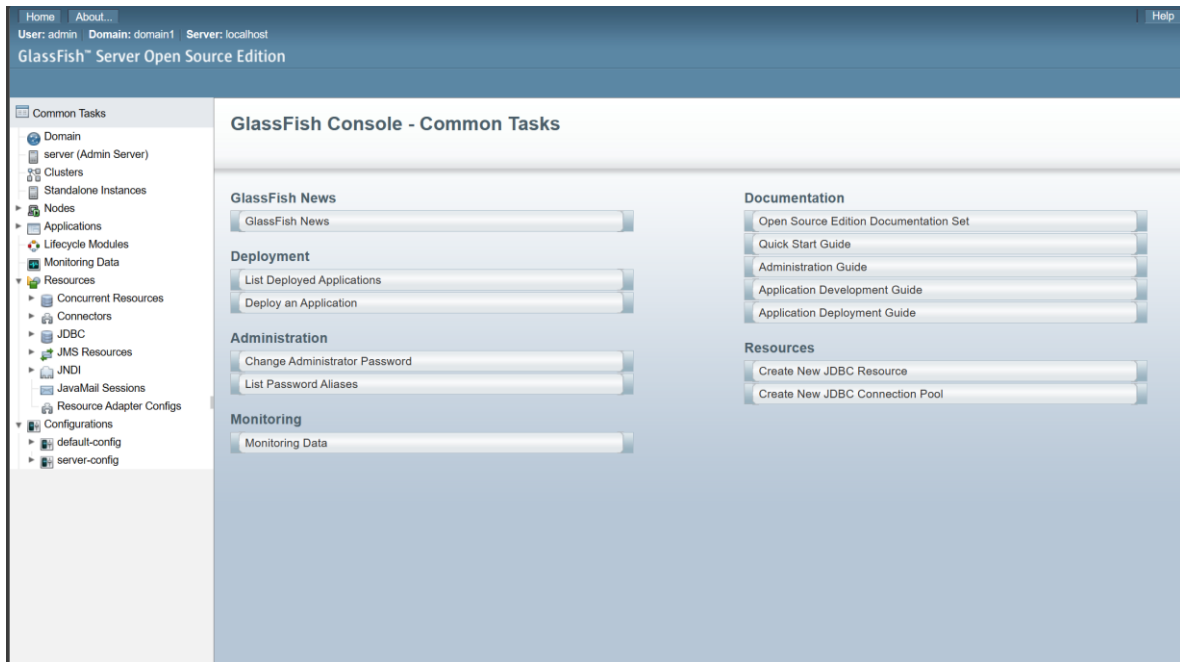 Home About... Help
User: admin Domain: domain1 Server: localhost
GlassFish™ Server Open Source Edition
Common Tasks
Domain
server (Admin Server)
Clusters
Standalone Instances
Nodes
Applications
Lifecycle Modules
Monitoring Data
Resources
Concurrent Resources
Connectors
JDBC
JMS Resources
JNDI
JavaMail Sessions
Resource Adapter Configs
Configurations
default-config
server-config
GlassFish Console - Common Tasks
GlassFish News
GlassFish News
Deployment
List Deployed Applications
Deploy an Application
Administration
Change Administrator Password
List Password Aliases
Monitoring
Monitoring Data
Documentation
Open Source Edition Documentation Set
Quick Start Guide
Administration Guide
Application Development Guide
Application Deployment Guide
Resources
Create New JDBC Resource
Create New JDBC Connection Pool